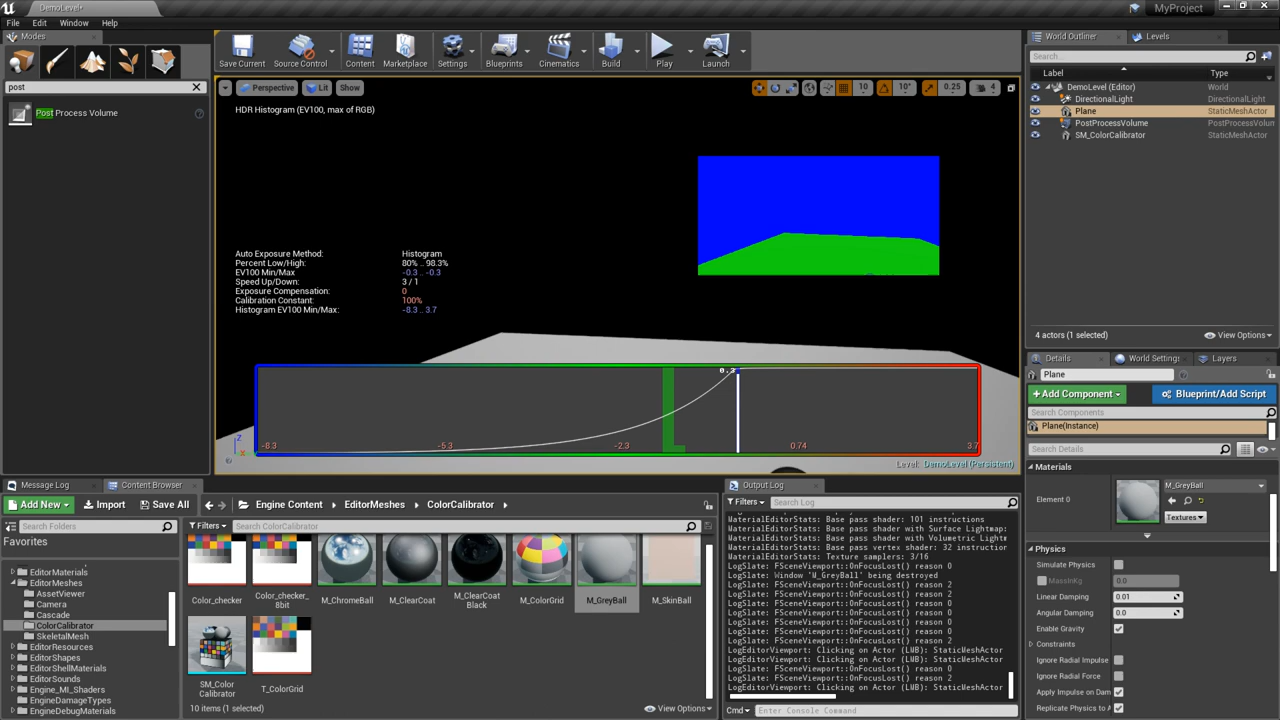 DemoLevel•
MyProject
File Edit Window Help
Modes
post
Post Process Volume
Save Current
Source Control
Content
Marketplace
Settings
Blueprints
Cinematics
Build
Play
Launch
Perspective Lit Show
10 10° 0.25 4
HDR Histogram (EV100, max of RGB)
Auto Exposure Method: Histogram
Percent Low/High: 80% .. 98.3%
EV100 Min/Max -0.3 .. -0.3
Speed Up/Down: 3 / 1
Exposure Compensation: 0
Calibration Constant: 100%
Histogram EV100 Min/Max: -8.3 .. 3.7
-8.3 -5.3 -2.3 0.74 3.7
Level: DemoLevel (Persistent)
World Outliner Levels
Search...
Label Type
DemoLevel (Editor) World
DirectionalLight DirectionalLight
Plane StaticMeshActor
PostProcessVolume PostProcessVolum
SM_ColorCalibrator StaticMeshActor
4 actors (1 selected) View Options
Details World Settings Layers
Plane
+Add Component Blueprint/Add Script
Search Components
Plane(Instance)
Search Details
Materials
Element 0
M_GreyBall
Textures
Physics
Simulate Physics
MassInKg 0.0
Linear Damping 0.01
Angular Damping 0.0
Enable Gravity
Constraints
Ignore Radial Impulse
Ignore Radial Force
Apply Impulse on Dam
Replicate Physics to A
Message Log Content Browser
Add New Import Save All Engine Content EditorMeshes ColorCalibrator
Search Folders
Favorites
EditorMaterials
EditorMeshes
AssetViewer
Camera
Cascade
ColorCalibrator
SkeletalMesh
EditorResources
EditorShapes
EditorShellMaterials
EditorSounds
Engine_MI_Shaders
EngineDamageTypes
EngineDebugMaterials
Filters Search ColorCalibrator
Color_checker
Color_checker_8bit
M_ChromeBall
M_ClearCoat
M_ClearCoat Black
M_ColorGrid
M_GreyBall
M_SkinBall
SM_Color Calibrator
T_ColorGrid
10 items (1 selected) View Options
Output Log
Filters Search Log
MaterialEditorStats: Base pass shader: 101 instructions
MaterialEditorStats: Base pass shader with Surface Lightmap:
MaterialEditorStats: Base pass shader with Volumetric Lightm
MaterialEditorStats: Base pass vertex shader: 32 instruction
MaterialEditorStats: Texture samplers: 3/16
LogSlate: FSceneViewport::OnFocusLost() reason 0
LogSlate: Window 'M_GreyBall' being destroyed
LogSlate: FSceneViewport::OnFocusLost() reason 2
LogSlate: FSceneViewport::OnFocusLost() reason 2
LogSlate: FSceneViewport::OnFocusLost() reason 0
LogSlate: FSceneViewport::OnFocusLost() reason 0
LogSlate: FSceneViewport::OnFocusLost() reason 0
LogSlate: FSceneViewport::OnFocusLost() reason 2
LogEditorViewport: Clicking on Actor (LMB): StaticMeshActor
LogEditorViewport: Clicking on Actor (LMB): StaticMeshActor
LogSlate: FSceneViewport::OnFocusLost() reason 0
LogSlate: FSceneViewport::OnFocusLost() reason 2
LogEditorViewport: Clicking on Actor (LMB): StaticMeshActor
Cmd Enter Console Command